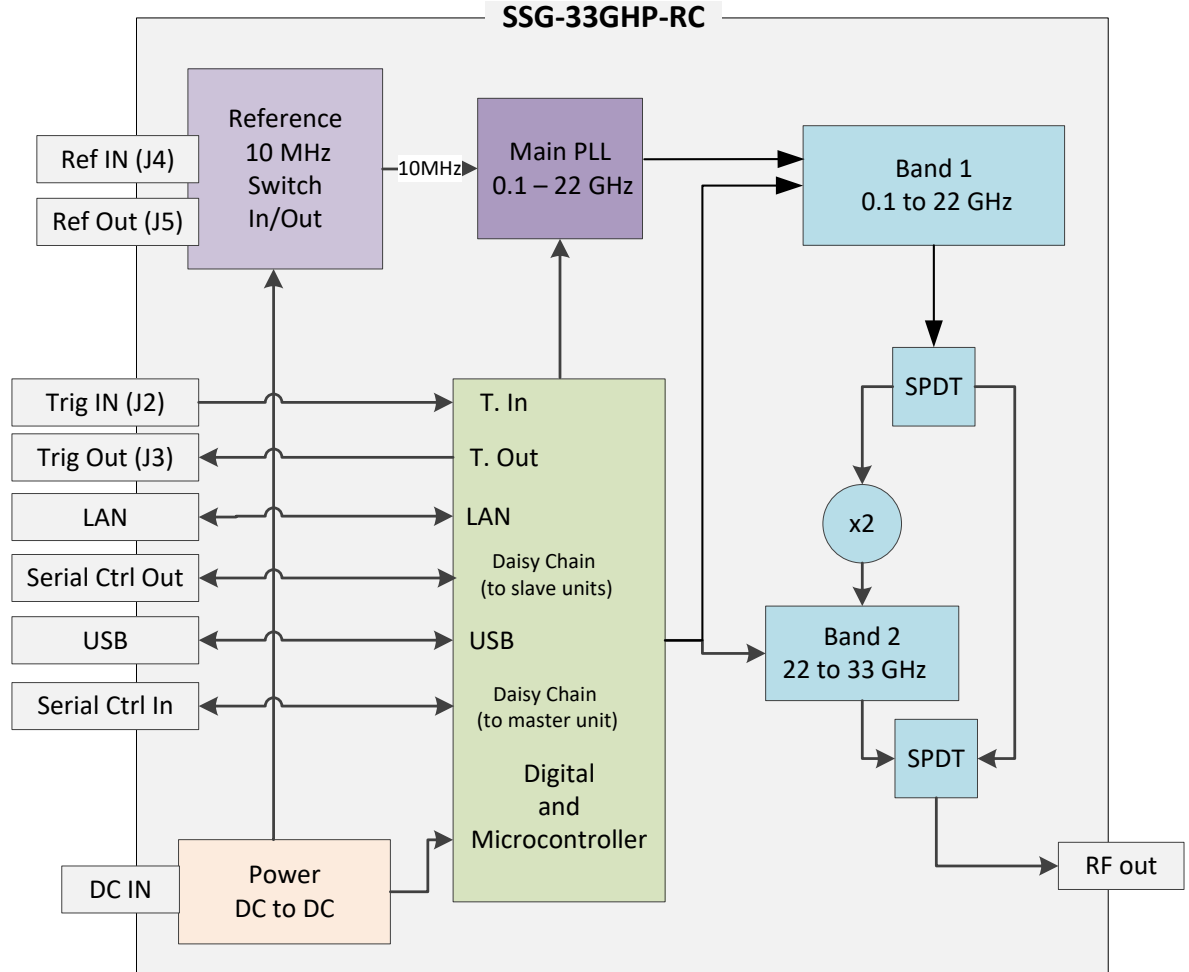 SSG-33GHP-RC
Reference
10 MHz
Switch
In/Out
Ref IN (J4)
Ref Out (J5)
10MHz
Main PLL
0.1 – 22 GHz
Band 1
0.1 to 22 GHz
SPDT
x2
Band 2
22 to 33 GHz
SPDT
RF out
Trig IN (J2)
T. In
Trig Out (J3)
T. Out
LAN
LAN
Serial Ctrl Out
Daisy Chain
(to slave units)
USB
USB
Serial Ctrl In
Daisy Chain
(to master unit)
Digital
and
Microcontroller
DC IN
Power
DC to DC